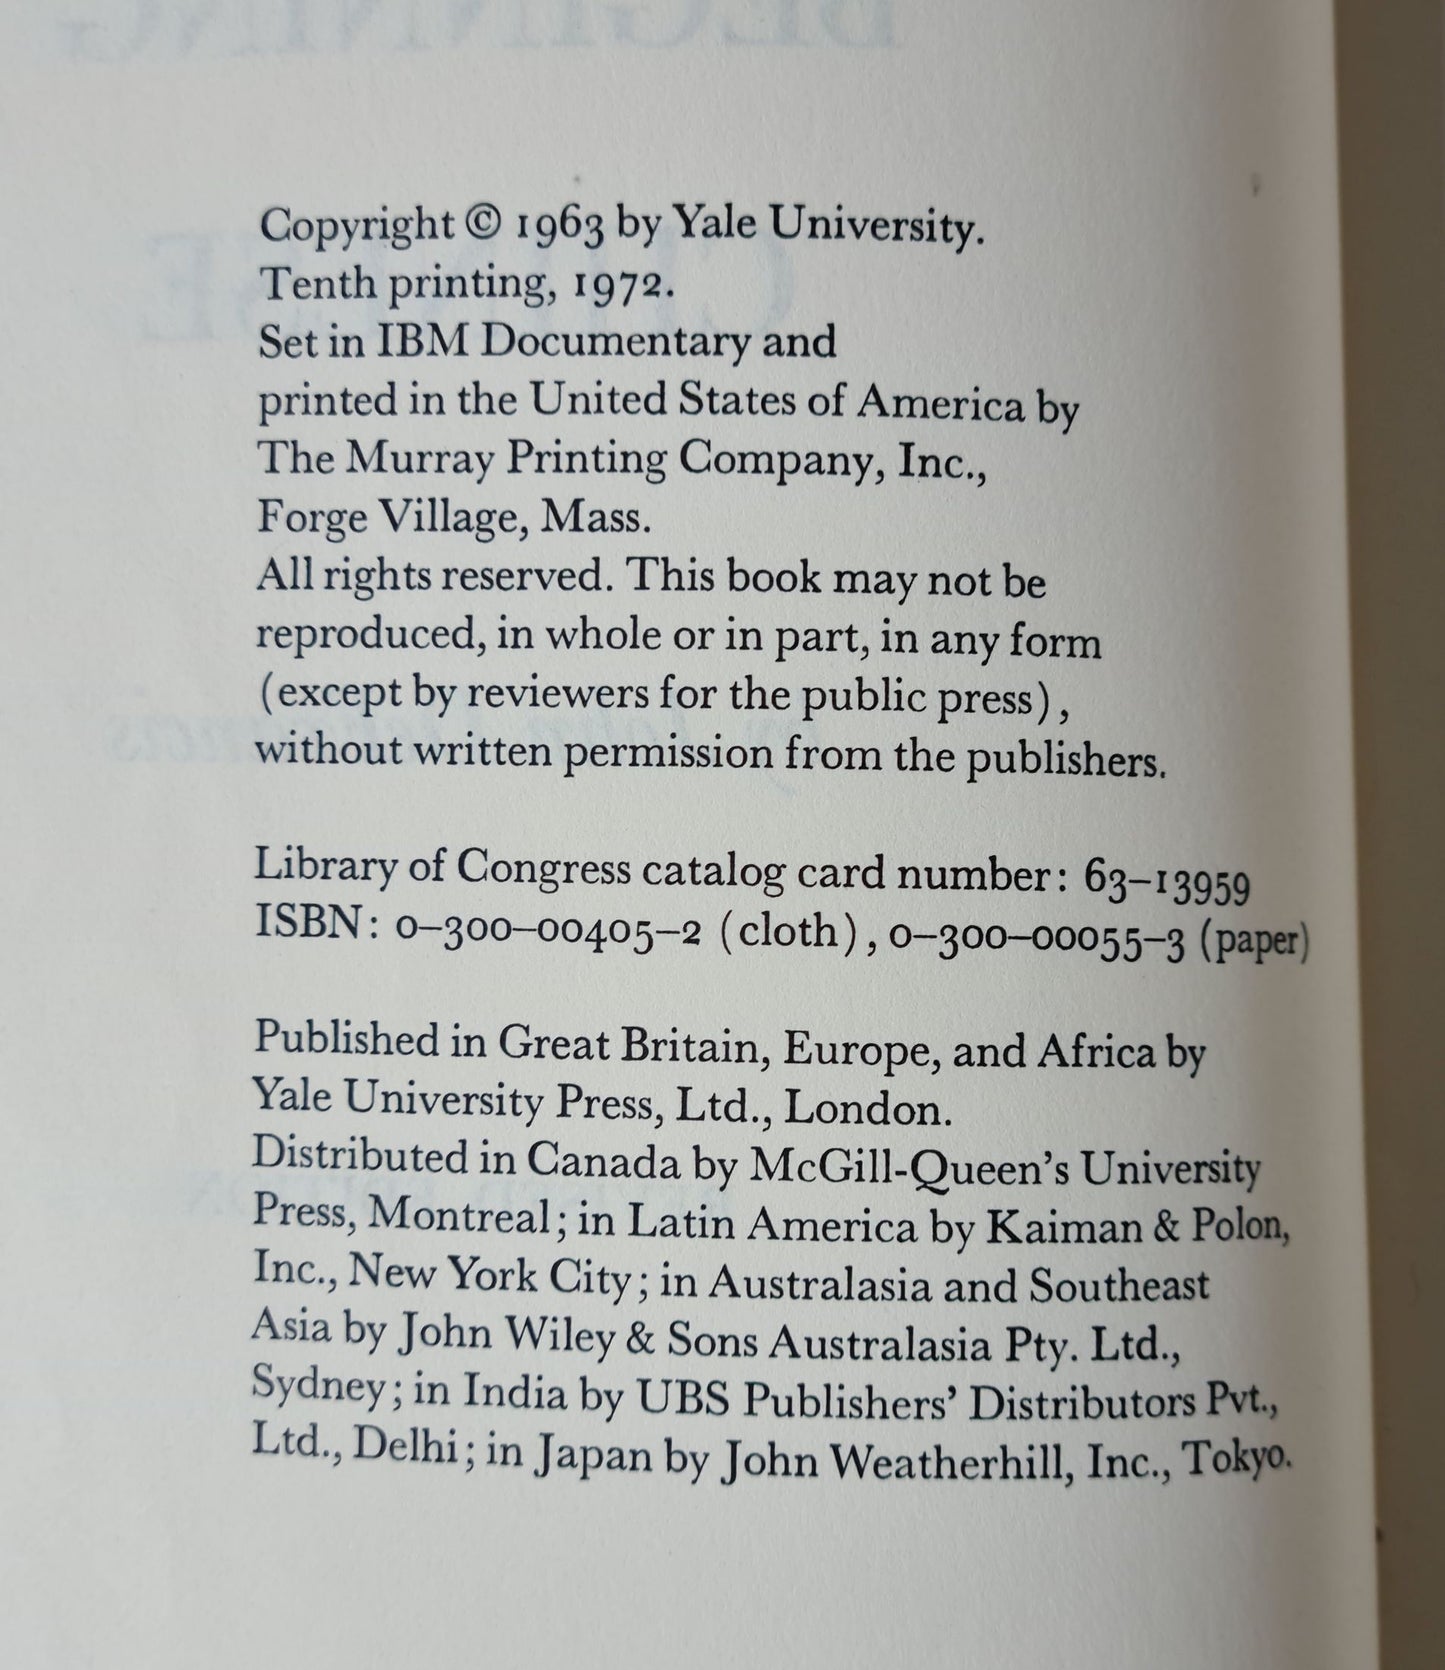 Copyright © 1963 by Yale University.
Tenth printing, 1972.
Set in IBM Documentary and
printed in the United States of America by
The Murray Printing Company, Inc.,
Forge Village, Mass.
All rights reserved. This book may not be
reproduced, in whole or in part, in any form
(except by reviewers for the public press),
without written permission from the publishers.
Library of Congress catalog card number: 63–13959
ISBN: 0–300–00405–2 (cloth), 0–300–00055–3 (paper)
Published in Great Britain, Europe, and Africa by
Yale University Press, Ltd., London.
Distributed in Canada by McGill-Queen’s University
Press, Montreal; in Latin America by Kaiman & Polon,
Inc., New York City; in Australasia and Southeast
Asia by John Wiley & Sons Australasia Pty. Ltd.,
Sydney; in India by UBS Publishers’ Distributors Pvt.,
Ltd., Delhi; in Japan by John Weatherhill, Inc., Tokyo.